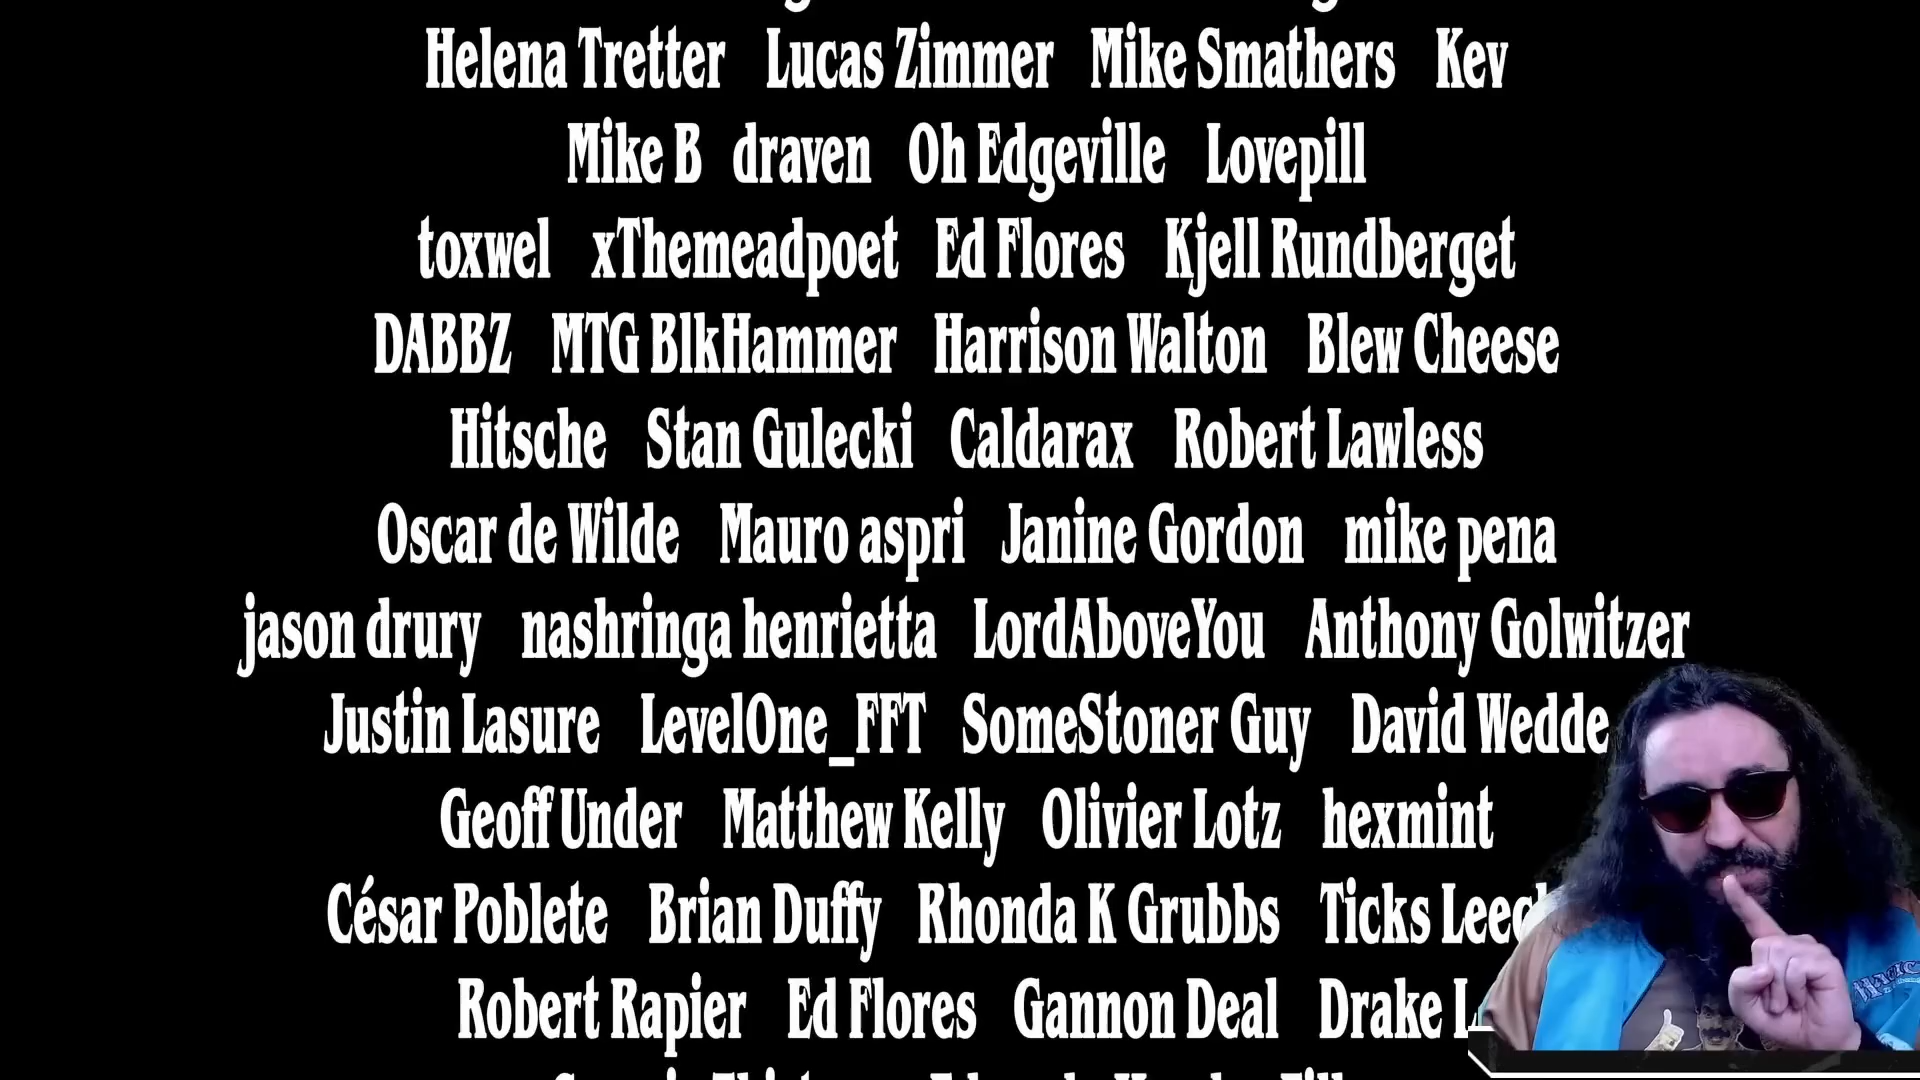 Helena Tretter Lucas Zimmer Mike Smathers Kev
Mike B draven Oh Edgeville Lovepill
toxwel xThemeadpoet Ed Flores Kjell Rundberget
DABBZ MTG BlkHammer Harrison Walton Blew Cheese
Hitsche Stan Gulecki Caldarax Robert Lawless
Oscar de Wilde Mauro aspri Janine Gordon mike pena
jason drury nashringa henrietta LordAboveYou Anthony Golwitzer
Justin Lasure LevelOne_FFT SomeStoner Guy David Wedde
Geoff Under Matthew Kelly Olivier Lotz hexmint
César Poblete Brian Duffy Rhonda K Grubbs Ticks
Robert Rapier Ed Flores Gannon Deal Drake